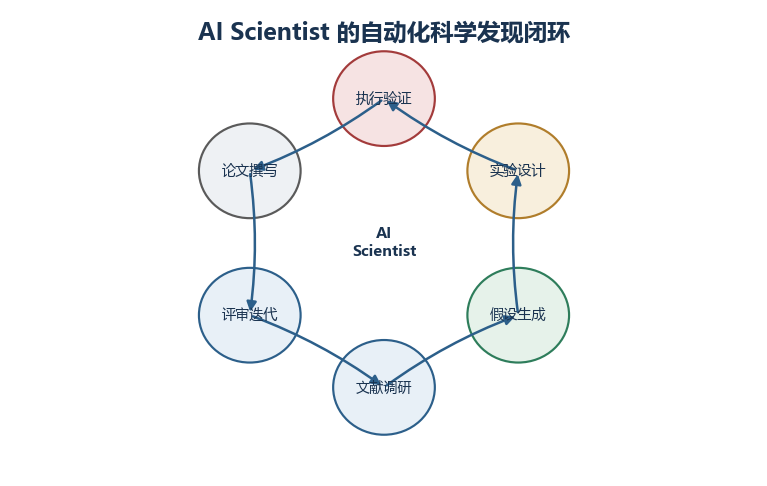 AI Scientist 的自动化科学发现闭环
执行验证
论文撰写
实验设计
AI
Scientist
评审迭代
假设生成
文献调研